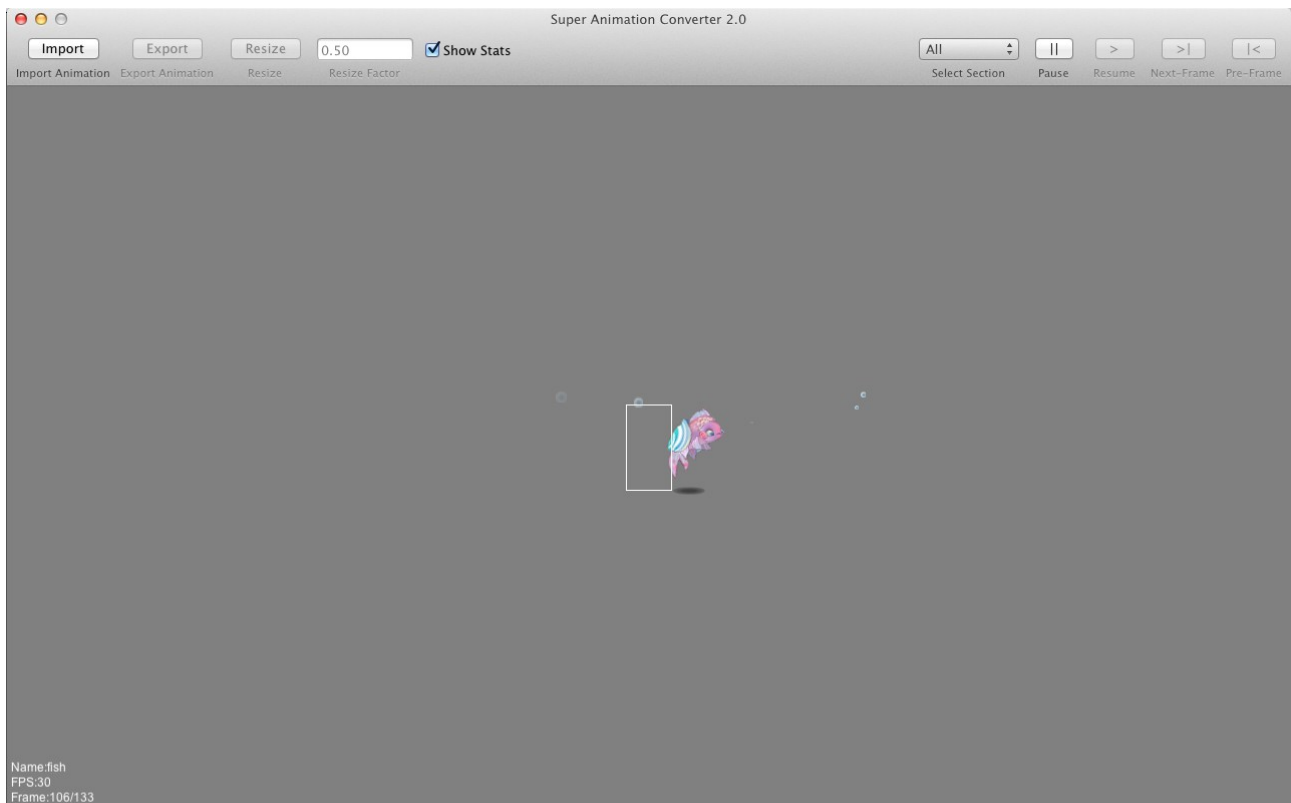 Super Animation Converter 2.0
Import Export Resize 0.50 Show Stats All || > >| |<
Import Animation Export Animation Resize Resize Factor Select Section Pause Resume Next-Frame Pre-Frame
Name:fish
FPS:30
Frame:106/133